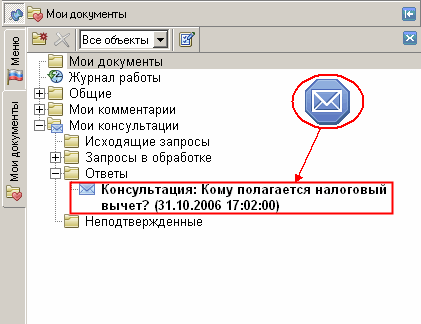 Мои документы
Все объекты
Меню
Мои документы
Мои документы
Журнал работы
Общие
Мои комментарии
Мои консультации
Исходящие запросы
Запросы в обработке
Ответы
Консультация: Кому полагается налоговый
вычет? (31.10.2006 17:02:00)
Неподтвержденные